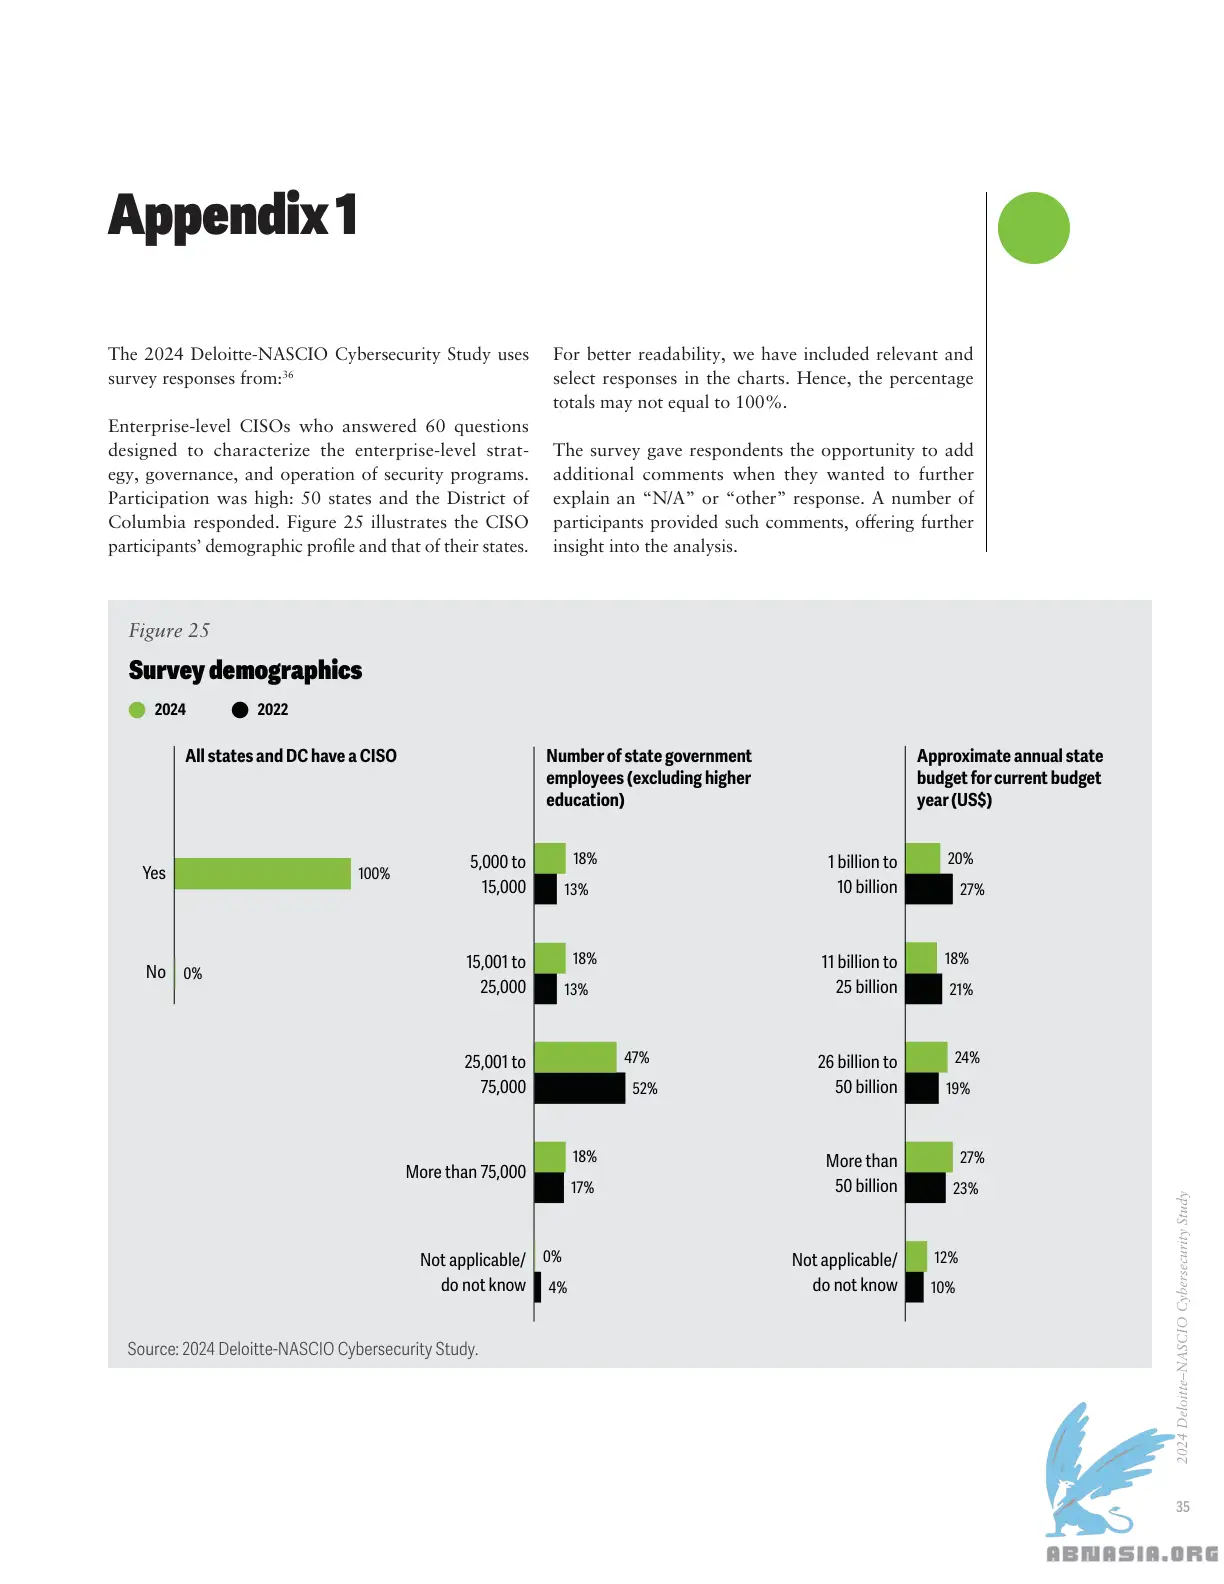 Appendix 1
The 2024 Deloitte-NASCIO Cybersecurity Study uses
survey responses from:36
Enterprise-level CISOs who answered 60 questions
designed to characterize the enterprise-level strat-
egy, governance, and operation of security programs.
Participation was high: 50 states and the District of
Columbia responded. Figure 25 illustrates the CISO
participants’ demographic profile and that of their states.
For better readability, we have included relevant and
select responses in the charts. Hence, the percentage
totals may not equal to 100%.
The survey gave respondents the opportunity to add
additional comments when they wanted to further
explain an “N/A” or “other” response. A number of
participants provided such comments, offering further
insight into the analysis.
Figure 25
Survey demographics
2024
2022
All states and DC have a CISO
Yes
100%
No
0%
Number of state government
employees (excluding higher
education)
5,000 to
15,000
18%
13%
15,001 to
25,000
18%
13%
25,001 to
75,000
47%
52%
More than 75,000
18%
17%
Not applicable/
do not know
0%
4%
Approximate annual state
budget for current budget
year (US$)
1 billion to
10 billion
20%
27%
11 billion to
25 billion
18%
21%
26 billion to
50 billion
24%
19%
More than
50 billion
27%
23%
Not applicable/
do not know
12%
10%
Source: 2024 Deloitte-NASCIO Cybersecurity Study.
2024 Deloitte–NASCIO Cybersecurity Study
35
ABNASIA.ORG